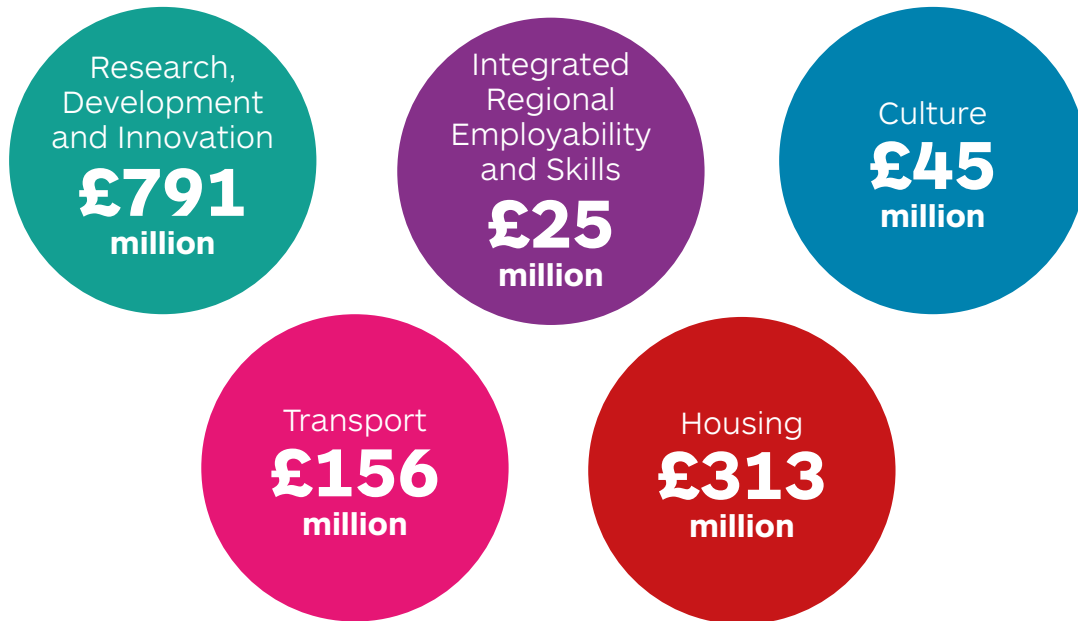 Research,
Development
and Innovation
£791
million
Integrated
Regional
Employability
and Skills
£25
million
Culture
£45
million
Transport
£156
million
Housing
£313
million